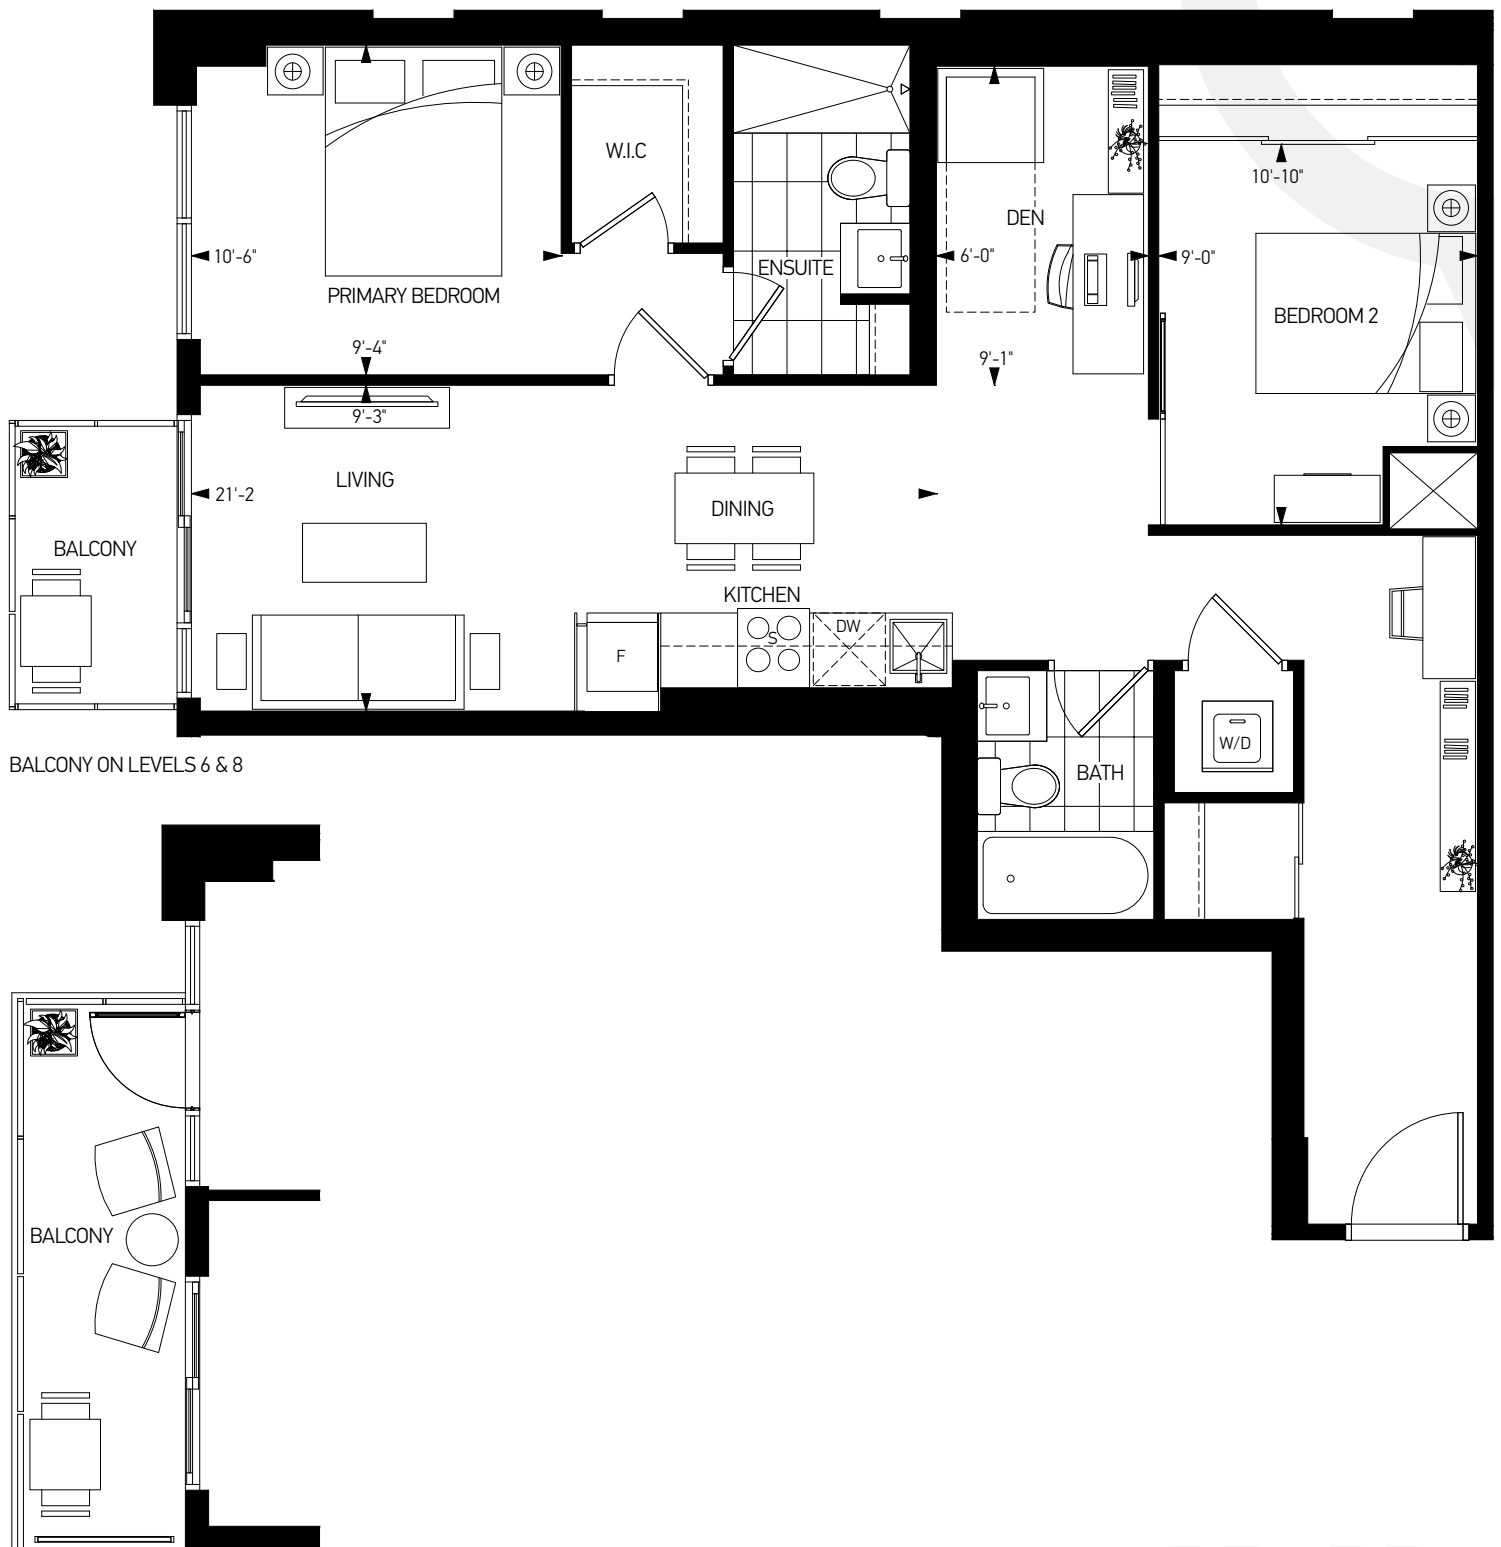 W.I.C
10'-10"
DEN
10'-6"
ENSUITE
6'-0"
9'-0"
PRIMARY BEDROOM
BEDROOM 2
9'-4"
9'-1"
9'-3"
LIVING
21'-2
DINING
BALCONY
KITCHEN
S
DW
F
W/D
BALCONY ON LEVELS 6 & 8
BATH
BALCONY